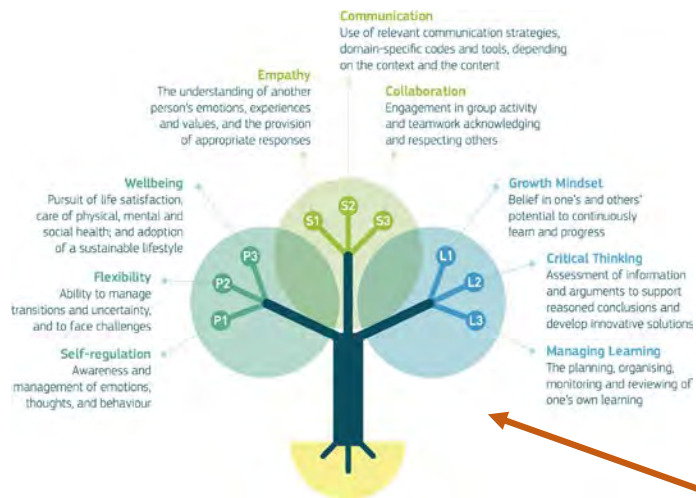 Communication
Use of relevant communication strategies,
domain-specific codes and tools, depending
on the context and the content
Empathy
The understanding of another
person's emotions, experiences
and values, and the provision
of appropriate responses
Collaboration
Engagement in group activity
and teamwork acknowledging
and respecting others
Wellbeing
Pursuit of life satisfaction,
care of physical, mental and
social health; and adoption
of a sustainable lifestyle
Flexibility
Ability to manage
transitions and uncertainty,
and to face challenges
Self-regulation
Awareness and
management of emotions,
thoughts, and behaviour
P3
P2
P1
S1
S2
S3
L1
L2
L3
Growth Mindset
Belief in one's and others'
potential to continuously
learn and progress
Critical Thinking
Assessment of information
and arguments to support
reasoned conclusions and
develop innovative solutions
Managing Learning
The planning, organising,
monitoring and reviewing of
one's own learning